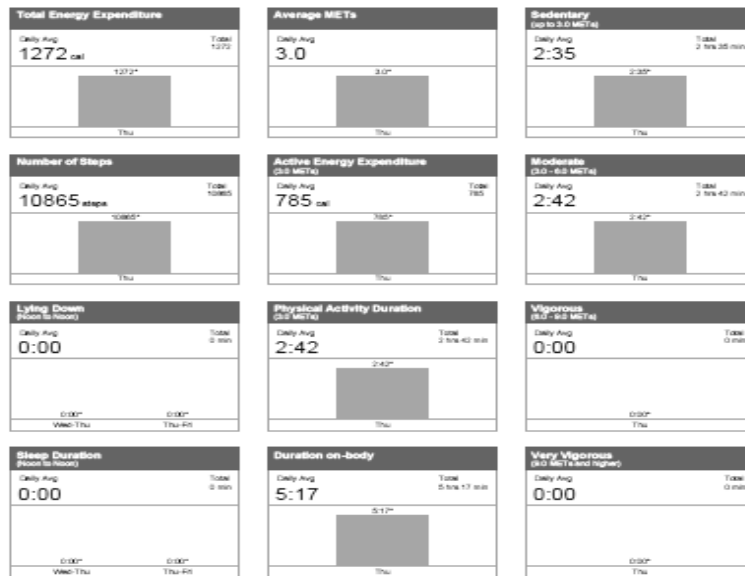 Total Energy Expenditure
Daily Avg
Total
1272 cal
1272
1272*
Thu
Average METs
Daily Avg
3.0
3.0*
Thu
Sedentary
(up to 3.0 METs)
Daily Avg
Total
2:35
2 hrs 35 min
2:35*
Thu
Number of Steps
Daily Avg
Total
10865 steps
10865
10865*
Thu
Active Energy Expenditure
(3.0 METs)
Daily Avg
Total
785 cal
785
785*
Thu
Moderate
(3.0 - 6.0 METs)
Daily Avg
Total
2:42
2 hrs 42 min
2:42*
Thu
Lying Down
(Noon to Noon)
Daily Avg
Total
0:00
0 min
0:00*
0:00*
Wed-Thu
Thu-Fri
Physical Activity Duration
(3.0 METs)
Daily Avg
Total
2:42
2 hrs 42 min
2:42*
Thu
Vigorous
(6.0 - 9.0 METs)
Daily Avg
Total
0:00
0 min
0:00*
Thu
Sleep Duration
(Noon to Noon)
Daily Avg
Total
0:00
0 min
0:00*
0:00*
Wed-Thu
Thu-Fri
Duration on-body
Daily Avg
Total
5:17
5 hrs 17 min
5:17*
Thu
Very Vigorous
(9.0 METs and higher)
Daily Avg
Total
0:00
0 min
0:00*
Thu